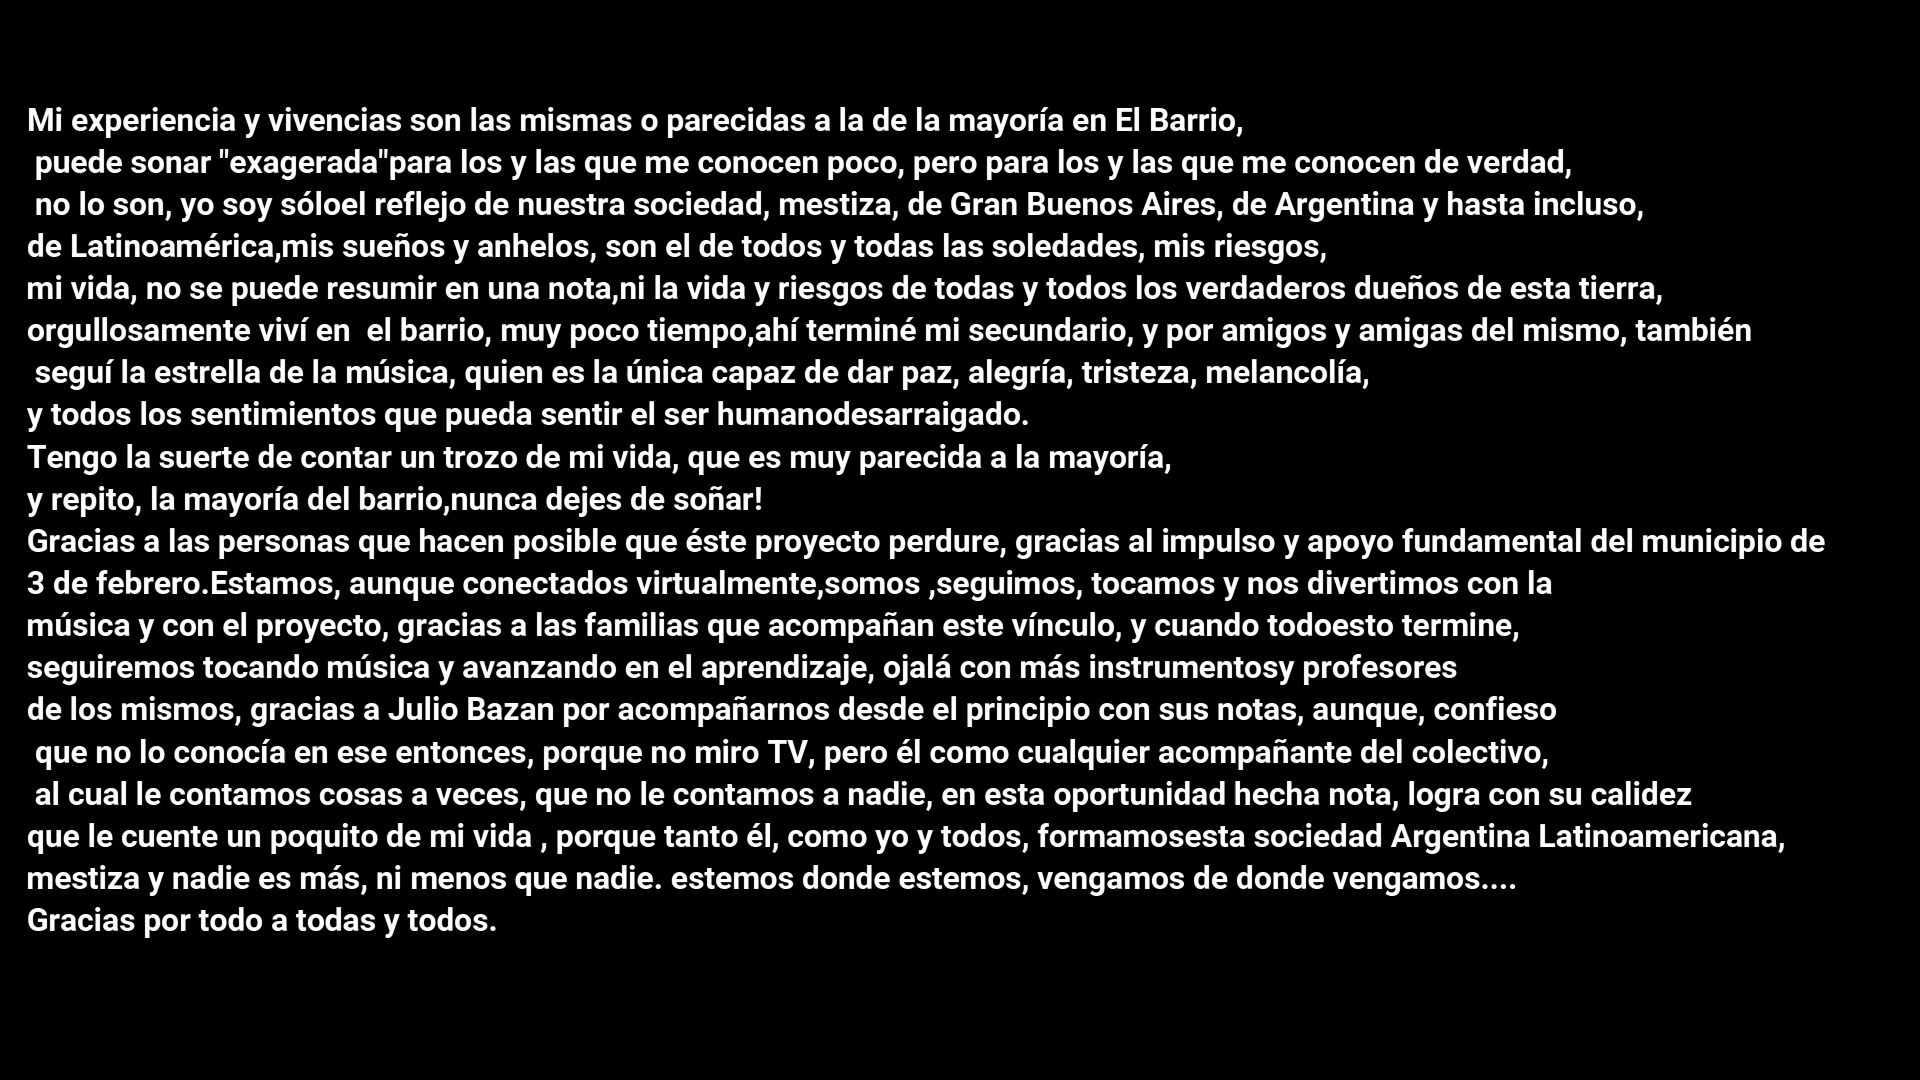 Mi experiencia y vivencias son las mismas o parecidas a la de la mayoría en El Barrio,
puede sonar "exagerada"para los y las que me conocen poco, pero para los y las que me conocen de verdad,
no lo son, yo soy sóloel reflejo de nuestra sociedad, mestiza, de Gran Buenos Aires, de Argentina y hasta incluso,
de Latinoamérica,mis sueños y anhelos, son el de todos y todas las soledades, mis riesgos,
mi vida, no se puede resumir en una nota,ni la vida y riesgos de todas y todos los verdaderos dueños de esta tierra,
orgullosamente viví en  el barrio, muy poco tiempo,ahí terminé mi secundario, y por amigos y amigas del mismo, también
seguí la estrella de la música, quien es la única capaz de dar paz, alegría, tristeza, melancolía,
y todos los sentimientos que pueda sentir el ser humanodesarraigado.
Tengo la suerte de contar un trozo de mi vida, que es muy parecida a la mayoría,
y repito, la mayoría del barrio,nunca dejes de soñar!
Gracias a las personas que hacen posible que éste proyecto perdure, gracias al impulso y apoyo fundamental del municipio de
3 de febrero.Estamos, aunque conectados virtualmente,somos ,seguimos, tocamos y nos divertimos con la
música y con el proyecto, gracias a las familias que acompañan este vínculo, y cuando todoesto termine,
seguiremos tocando música y avanzando en el aprendizaje, ojalá con más instrumentosy profesores
de los mismos, gracias a Julio Bazan por acompañarnos desde el principio con sus notas, aunque, confieso
que no lo conocía en ese entonces, porque no miro TV, pero él como cualquier acompañante del colectivo,
al cual le contamos cosas a veces, que no le contamos a nadie, en esta oportunidad hecha nota, logra con su calidez
que le cuente un poquito de mi vida , porque tanto él, como yo y todos, formamosesta sociedad Argentina Latinoamericana,
mestiza y nadie es más, ni menos que nadie. estemos donde estemos, vengamos de donde vengamos....
Gracias por todo a todas y todos.